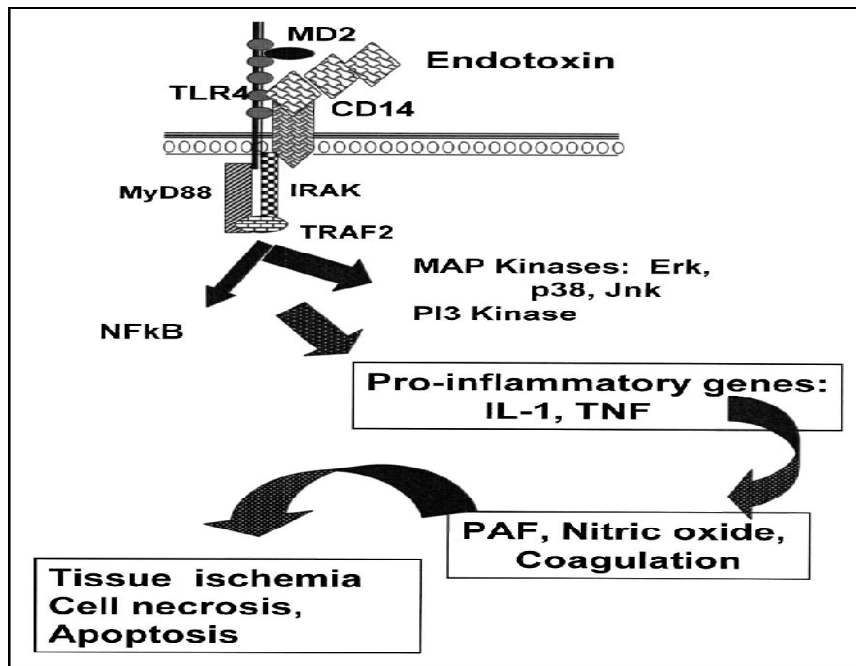 MD2
Endotoxin
TLR4
CD14
MyD88
IRAK
TRAF2
MAP Kinases: Erk,
p38, Jnk
PI3 Kinase
NFkB
Pro-inflammatory genes:
IL-1, TNF
PAF, Nitric oxide,
Coagulation
Tissue ischemia
Cell necrosis,
Apoptosis